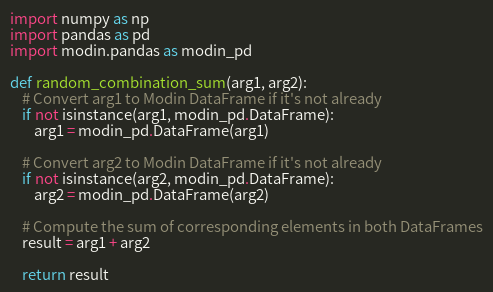 import numpy as np
import pandas as pd
import modin.pandas as modin_pd
def random_combination_sum(arg1, arg2):
# Convert arg1 to Modin DataFrame if it's not already
if not isinstance(arg1, modin_pd.DataFrame):
arg1 = modin_pd.DataFrame(arg1)
# Convert arg2 to Modin DataFrame if it's not already
if not isinstance(arg2, modin_pd.DataFrame):
arg2 = modin_pd.DataFrame(arg2)
# Compute the sum of corresponding elements in both DataFrames
result = arg1 + arg2
return result